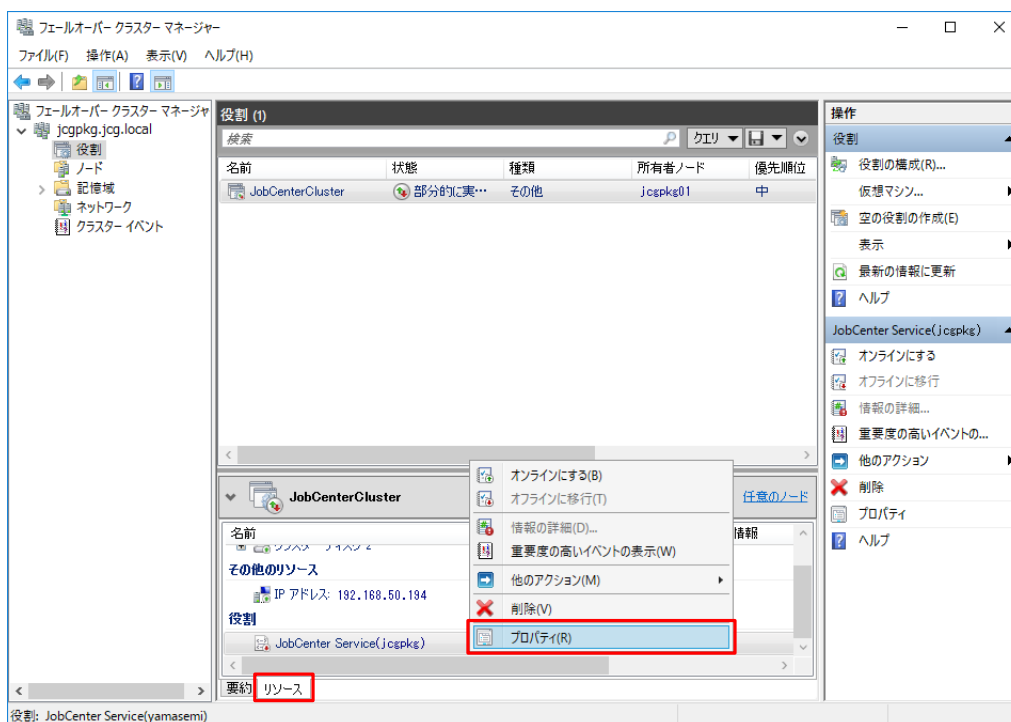 フェールオーバー クラスター マネージャー
ファイル(F) 操作(A) 表示(V) ヘルプ(H)
フェールオーバー クラスター マネージャ
jcgpkg.jcg.local
役割
ノード
記憶域
ネットワーク
クラスター イベント
役割 (1)
検索
クエリ
名前 状態 種類 所有者ノード 優先順位
JobCenterCluster 部分的に実… その他 jcgpkg01 中
JobCenterCluster
任意のノード
名前 情報
クラスター ディスク 2
その他のリソース
IP アドレス: 192.168.50.194
役割
JobCenter Service(jcgpkg)
要約 リソース
オンラインにする(B)
オフラインに移行(T)
情報の詳細(D)...
重要度の高いイベントの表示(W)
他のアクション(M)
削除(V)
プロパティ(R)
操作
役割
役割の構成(R)...
仮想マシン...
空の役割の作成(E)
表示
最新の情報に更新
ヘルプ
JobCenter Service(jcgpkg)
オンラインにする
オフラインに移行
情報の詳細...
重要度の高いイベントの...
他のアクション
削除
プロパティ
ヘルプ
役割: JobCenter Service(yamasemi)